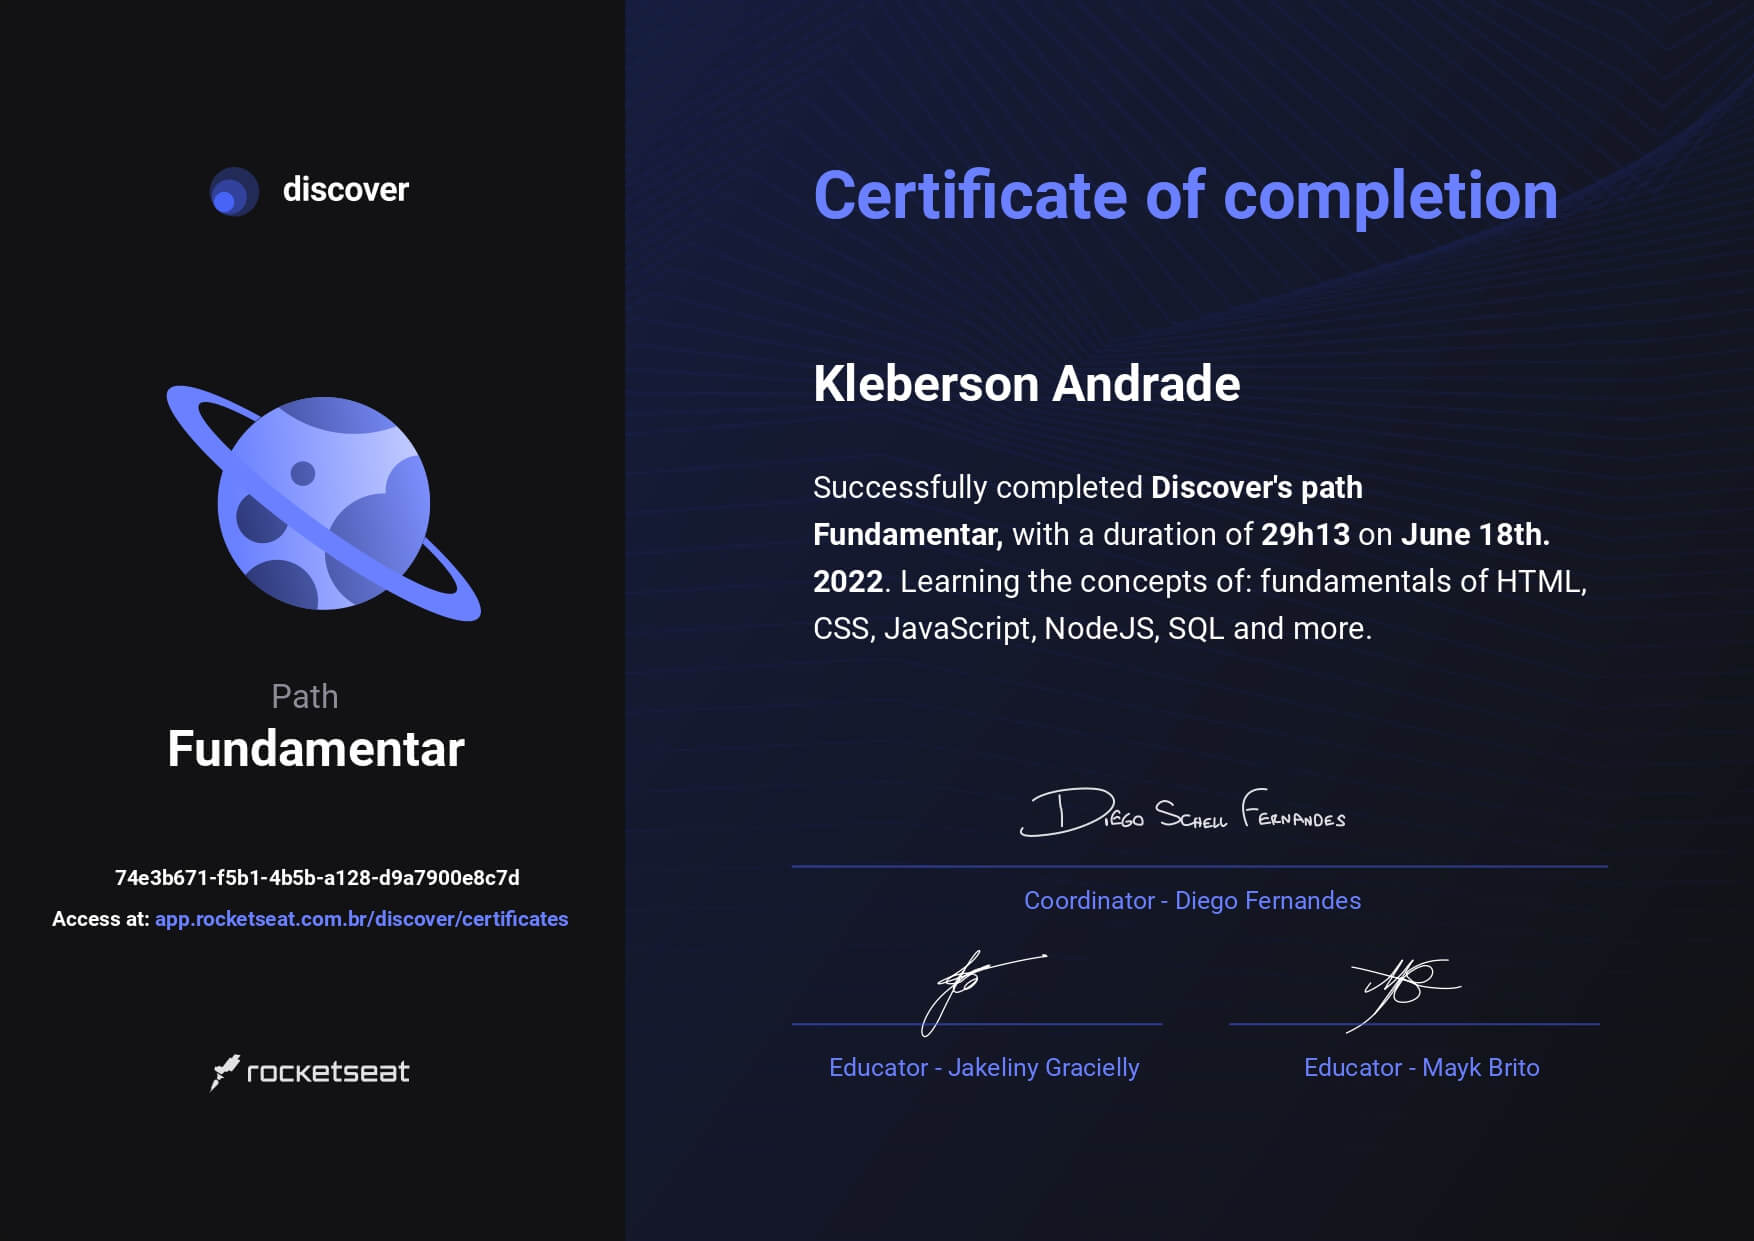 discover
Path
Fundamentar
74e3b671-f5b1-4b5b-a128-d9a7900e8c7d
Access at: app.rocketseat.com.br/discover/certificates
rocketseat
Certificate of completion
Kleberson Andrade
Successfully completed Discover's path
Fundamentar, with a duration of 29h13 on June 18th.
2022. Learning the concepts of: fundamentals of HTML,
CSS, JavaScript, NodeJS, SQL and more.
Diego Schell Fernandes
Coordinator - Diego Fernandes
Educator - Jakeliny Gracielly
Educator - Mayk Brito